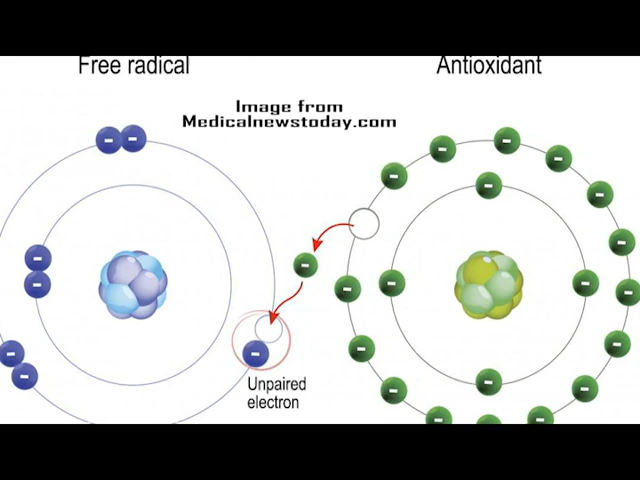 Free radical
Antioxidant
Image from
Medicalnewstoday.com
Unpaired
electron